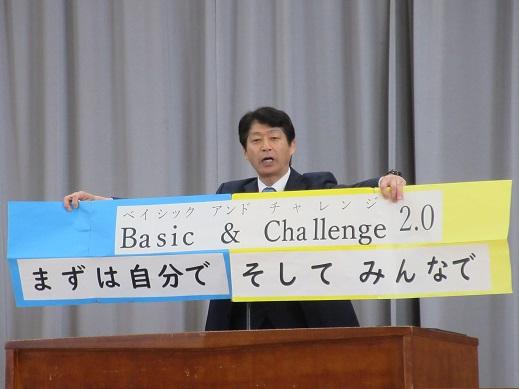 ベイシック アンド チャレンジ
Basic & Challenge 2.0
まずは自分で そして みんなで